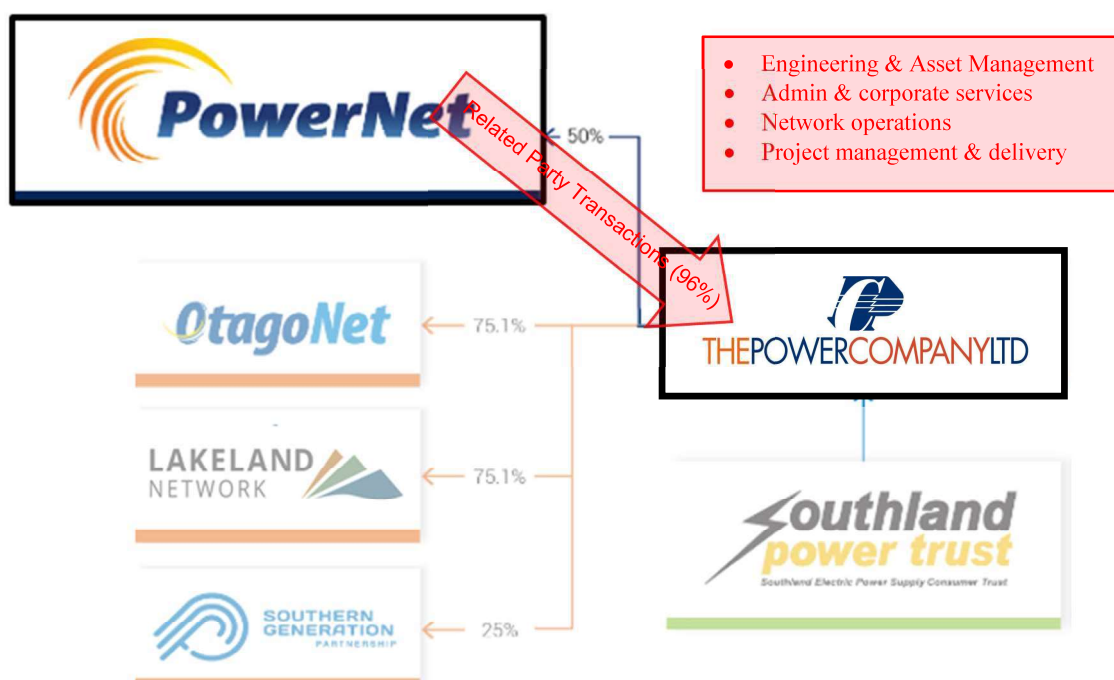 PowerNet
• Engineering & Asset Management
• Admin & corporate services
• Network operations
• Project management & delivery
Related Party Transactions (96%)
50%
THEPOWERCOMPANYLTD
OtagoNet
75.1%
LAKELAND
NETWORK
75.1%
Southland
power trust
Southland Electric Power Supply Consumer Trust
SOUTHERN
GENERATION
PARTNERSHIP
25%